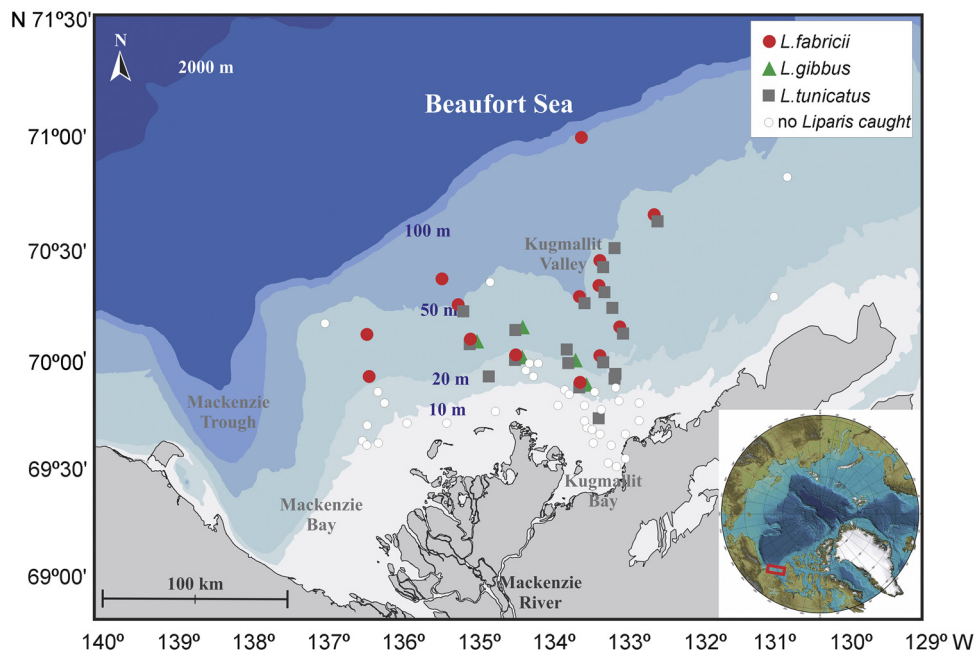 N 71º30'
N
2000 m
Beaufort Sea
L.fabricii
L.gibbus
L.tunicatus
no Liparis caught
71º00'
100 m
Kugmallit
Valley
70º30'
50 m
70º00'
20 m
10 m
Mackenzie
Trough
69º30'
Mackenzie
Bay
Kugmallit
Bay
69º00'
100 km
Mackenzie
River
140º 139º 137º 136º 135º 134º 133º 132º 131º 130º 129º W